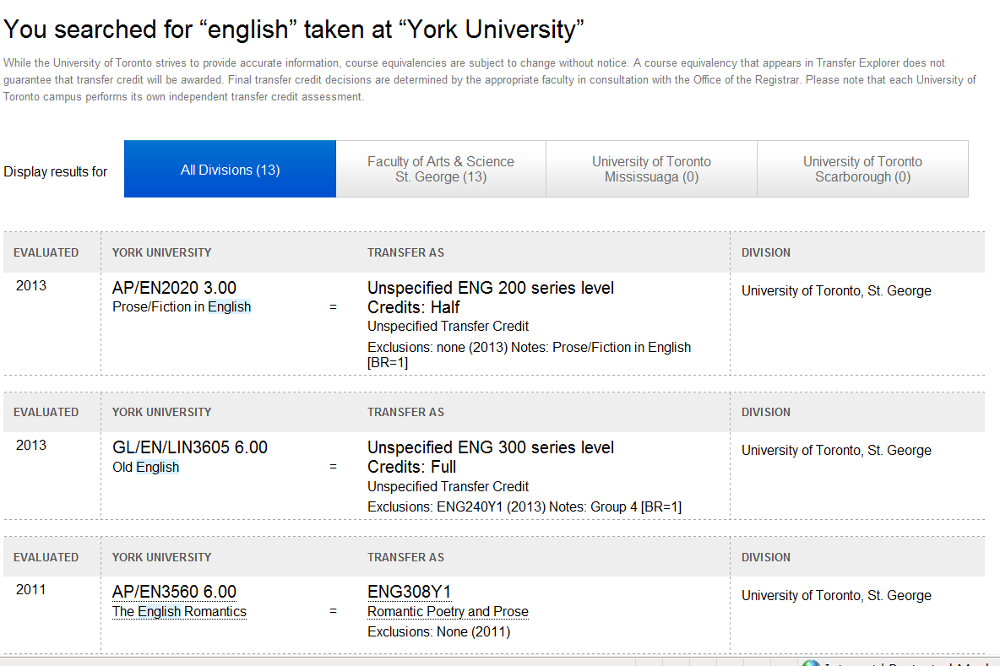 You searched for “english” taken at “York University”
While the University of Toronto strives to provide accurate information, course equivalencies are subject to change without notice. A course equivalency that appears in Transfer Explorer does not
guarantee that transfer credit will be awarded. Final transfer credit decisions are determined by the appropriate faculty in consultation with the Office of the Registrar. Please note that each University of
Toronto campus performs its own independent transfer credit assessment.
Display results for
All Divisions (13)
Faculty of Arts & Science
St. George (13)
University of Toronto
Mississuaga (0)
University of Toronto
Scarborough (0)
EVALUATED YORK UNIVERSITY TRANSFER AS DIVISION
2013
AP/EN2020 3.00
Prose/Fiction in English
=
Unspecified ENG 200 series level
Credits: Half
Unspecified Transfer Credit
Exclusions: none (2013) Notes: Prose/Fiction in English
[BR=1]
University of Toronto, St. George
EVALUATED YORK UNIVERSITY TRANSFER AS DIVISION
2013
GL/EN/LIN3605 6.00
Old English
=
Unspecified ENG 300 series level
Credits: Full
Unspecified Transfer Credit
Exclusions: ENG240Y1 (2013) Notes: Group 4 [BR=1]
University of Toronto, St. George
EVALUATED YORK UNIVERSITY TRANSFER AS DIVISION
2011
AP/EN3560 6.00
The English Romantics
=
ENG308Y1
Romantic Poetry and Prose
Exclusions: None (2011)
University of Toronto, St. George